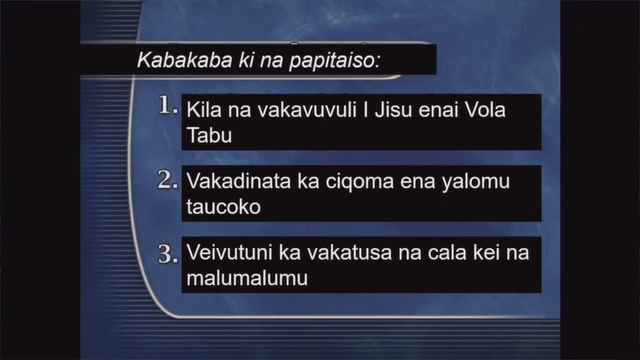 Kabakaba ki na papitaiso:
1. Kila na vakavuvuli I Jisu enai Vola
Tabu
2. Vakadinata ka ciqoma ena yalomu
taucoko
3. Veivutuni ka vakatusa na cala kei na
malumalumu